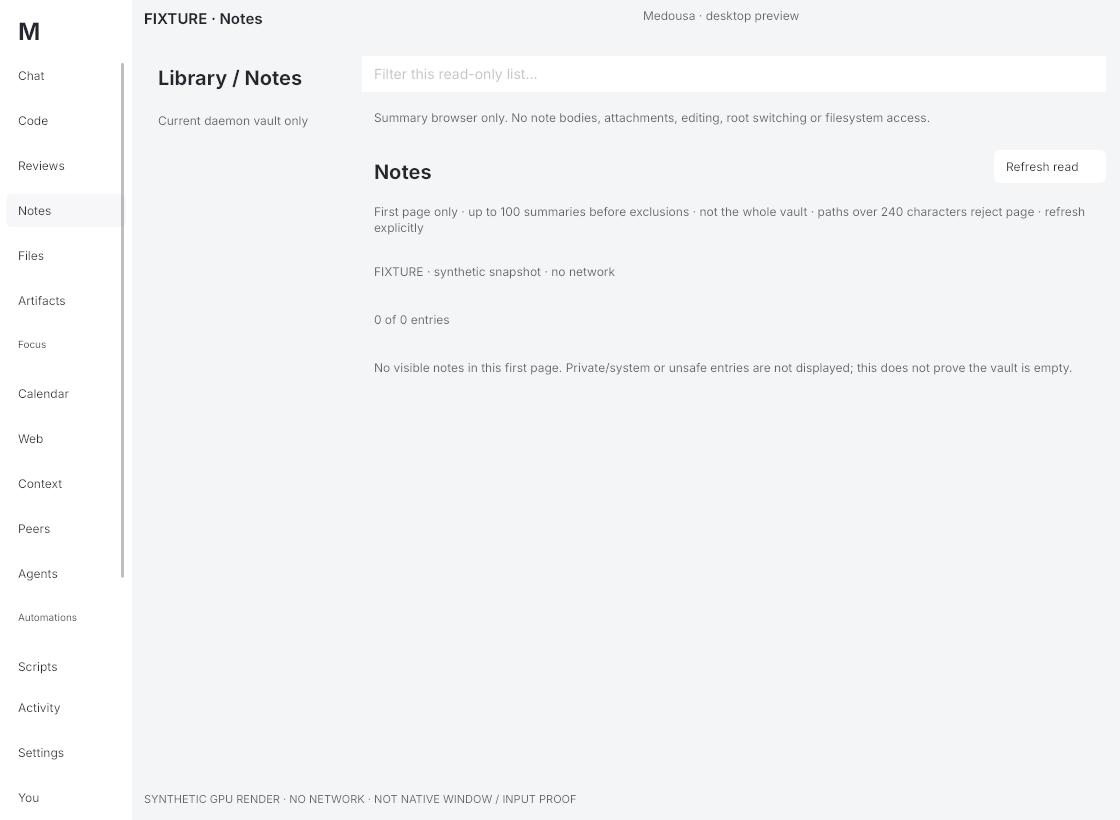 M
Chat
Code
Reviews
Notes
Files
Artifacts
Focus
Calendar
Web
Context
Peers
Agents
Automations
Scripts
Activity
Settings
You
FIXTURE · Notes
Medousa · desktop preview
Library / Notes
Current daemon vault only
Filter this read-only list...
Summary browser only. No note bodies, attachments, editing, root switching or filesystem access.
Notes
Refresh read
First page only · up to 100 summaries before exclusions · not the whole vault · paths over 240 characters reject page · refresh
explicitly
FIXTURE · synthetic snapshot · no network
0 of 0 entries
No visible notes in this first page. Private/system or unsafe entries are not displayed; this does not prove the vault is empty.
SYNTHETIC GPU RENDER · NO NETWORK · NOT NATIVE WINDOW / INPUT PROOF